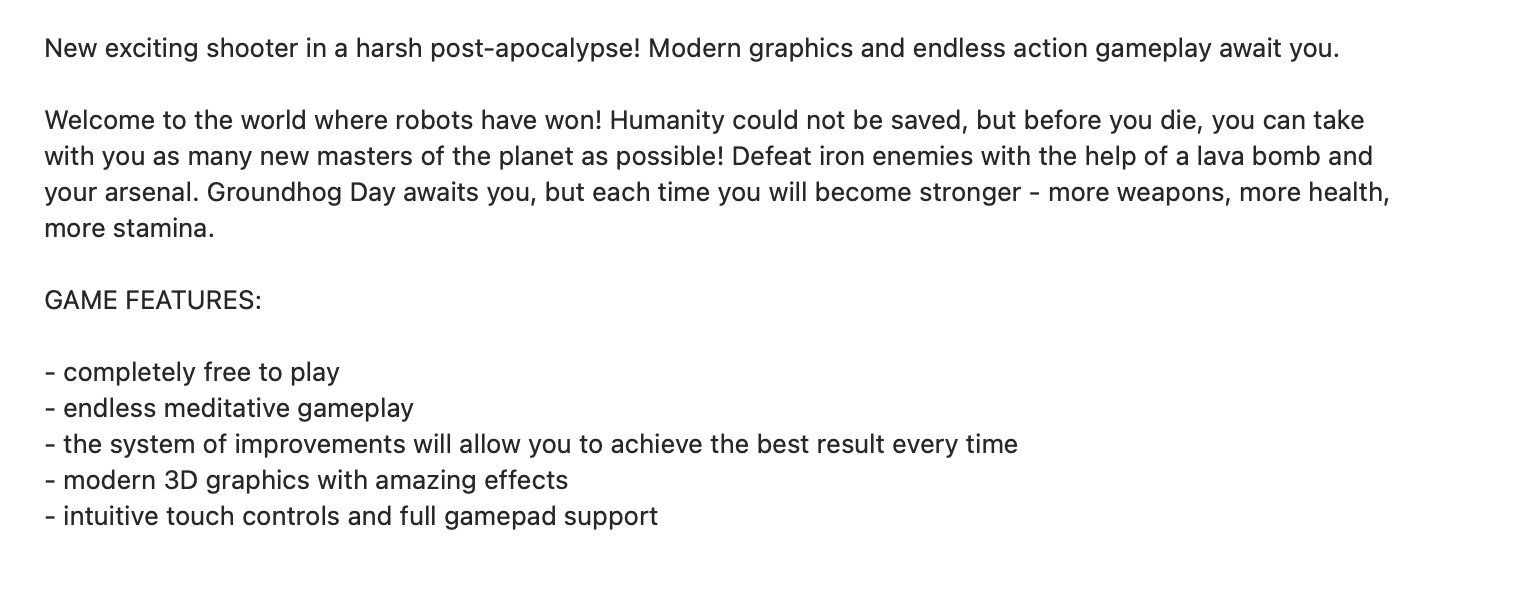 New exciting shooter in a harsh post-apocalypse! Modern graphics and endless action gameplay await you.
Welcome to the world where robots have won! Humanity could not be saved, but before you die, you can take
with you as many new masters of the planet as possible! Defeat iron enemies with the help of a lava bomb and
your arsenal. Groundhog Day awaits you, but each time you will become stronger - more weapons, more health,
more stamina.
GAME FEATURES:
- completely free to play
- endless meditative gameplay
- the system of improvements will allow you to achieve the best result every time
- modern 3D graphics with amazing effects
- intuitive touch controls and full gamepad support